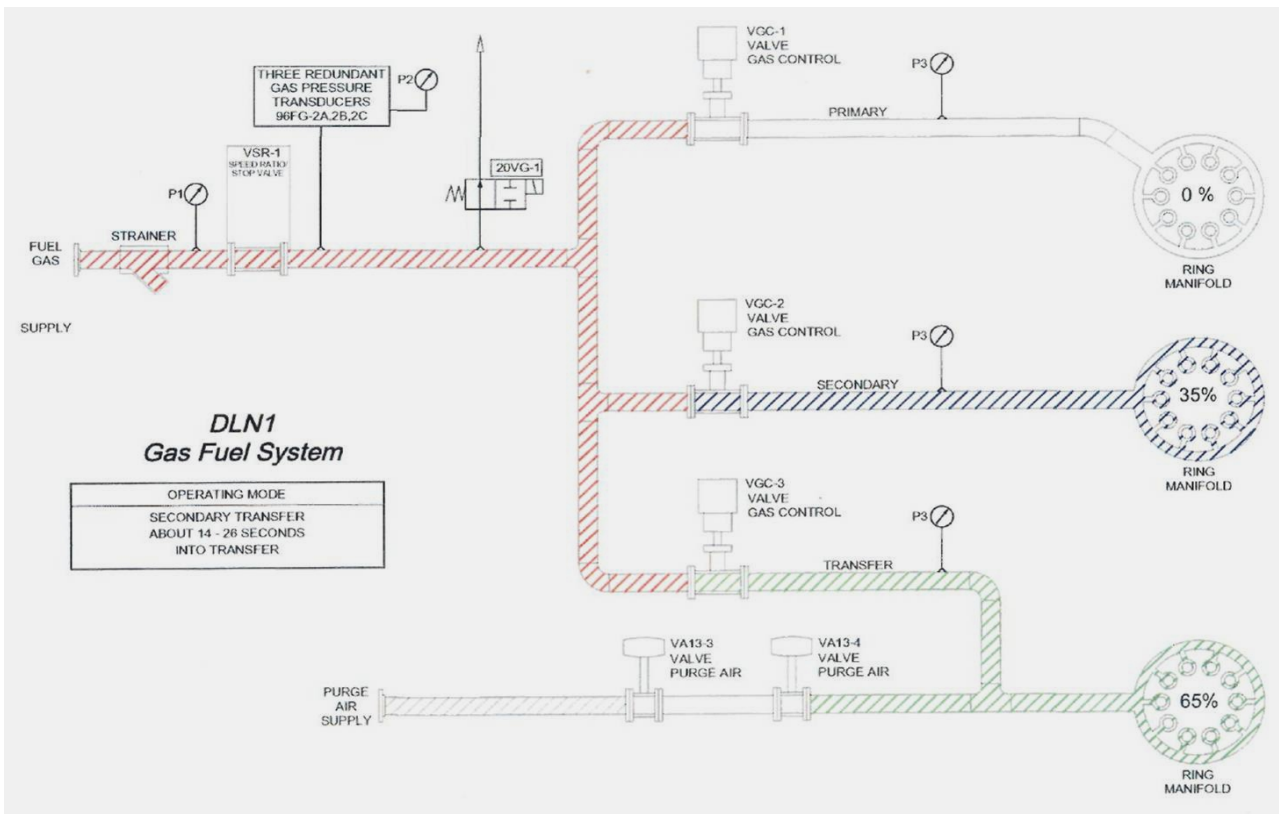 VGC-1
VALVE
GAS CONTROL
P3
PRIMARY
THREE REDUNDANT
GAS PRESSURE
TRANSDUCERS
96FG-2A,2B,2C
P2
VSR-1
SPEED RATIO/
STOP VALVE
20VG-1
P1
STRAINER
FUEL
GAS
SUPPLY
0 %
RING
MANIFOLD
VGC-2
VALVE
GAS CONTROL
P3
SECONDARY
35%
RING
MANIFOLD
DLN1
Gas Fuel System
OPERATING MODE
SECONDARY TRANSFER
ABOUT 14 - 26 SECONDS
INTO TRANSFER
VGC-3
VALVE
GAS CONTROL
P3
TRANSFER
VA13-3
VALVE
PURGE AIR
VA13-4
VALVE
PURGE AIR
PURGE
AIR
SUPPLY
65%
RING
MANIFOLD